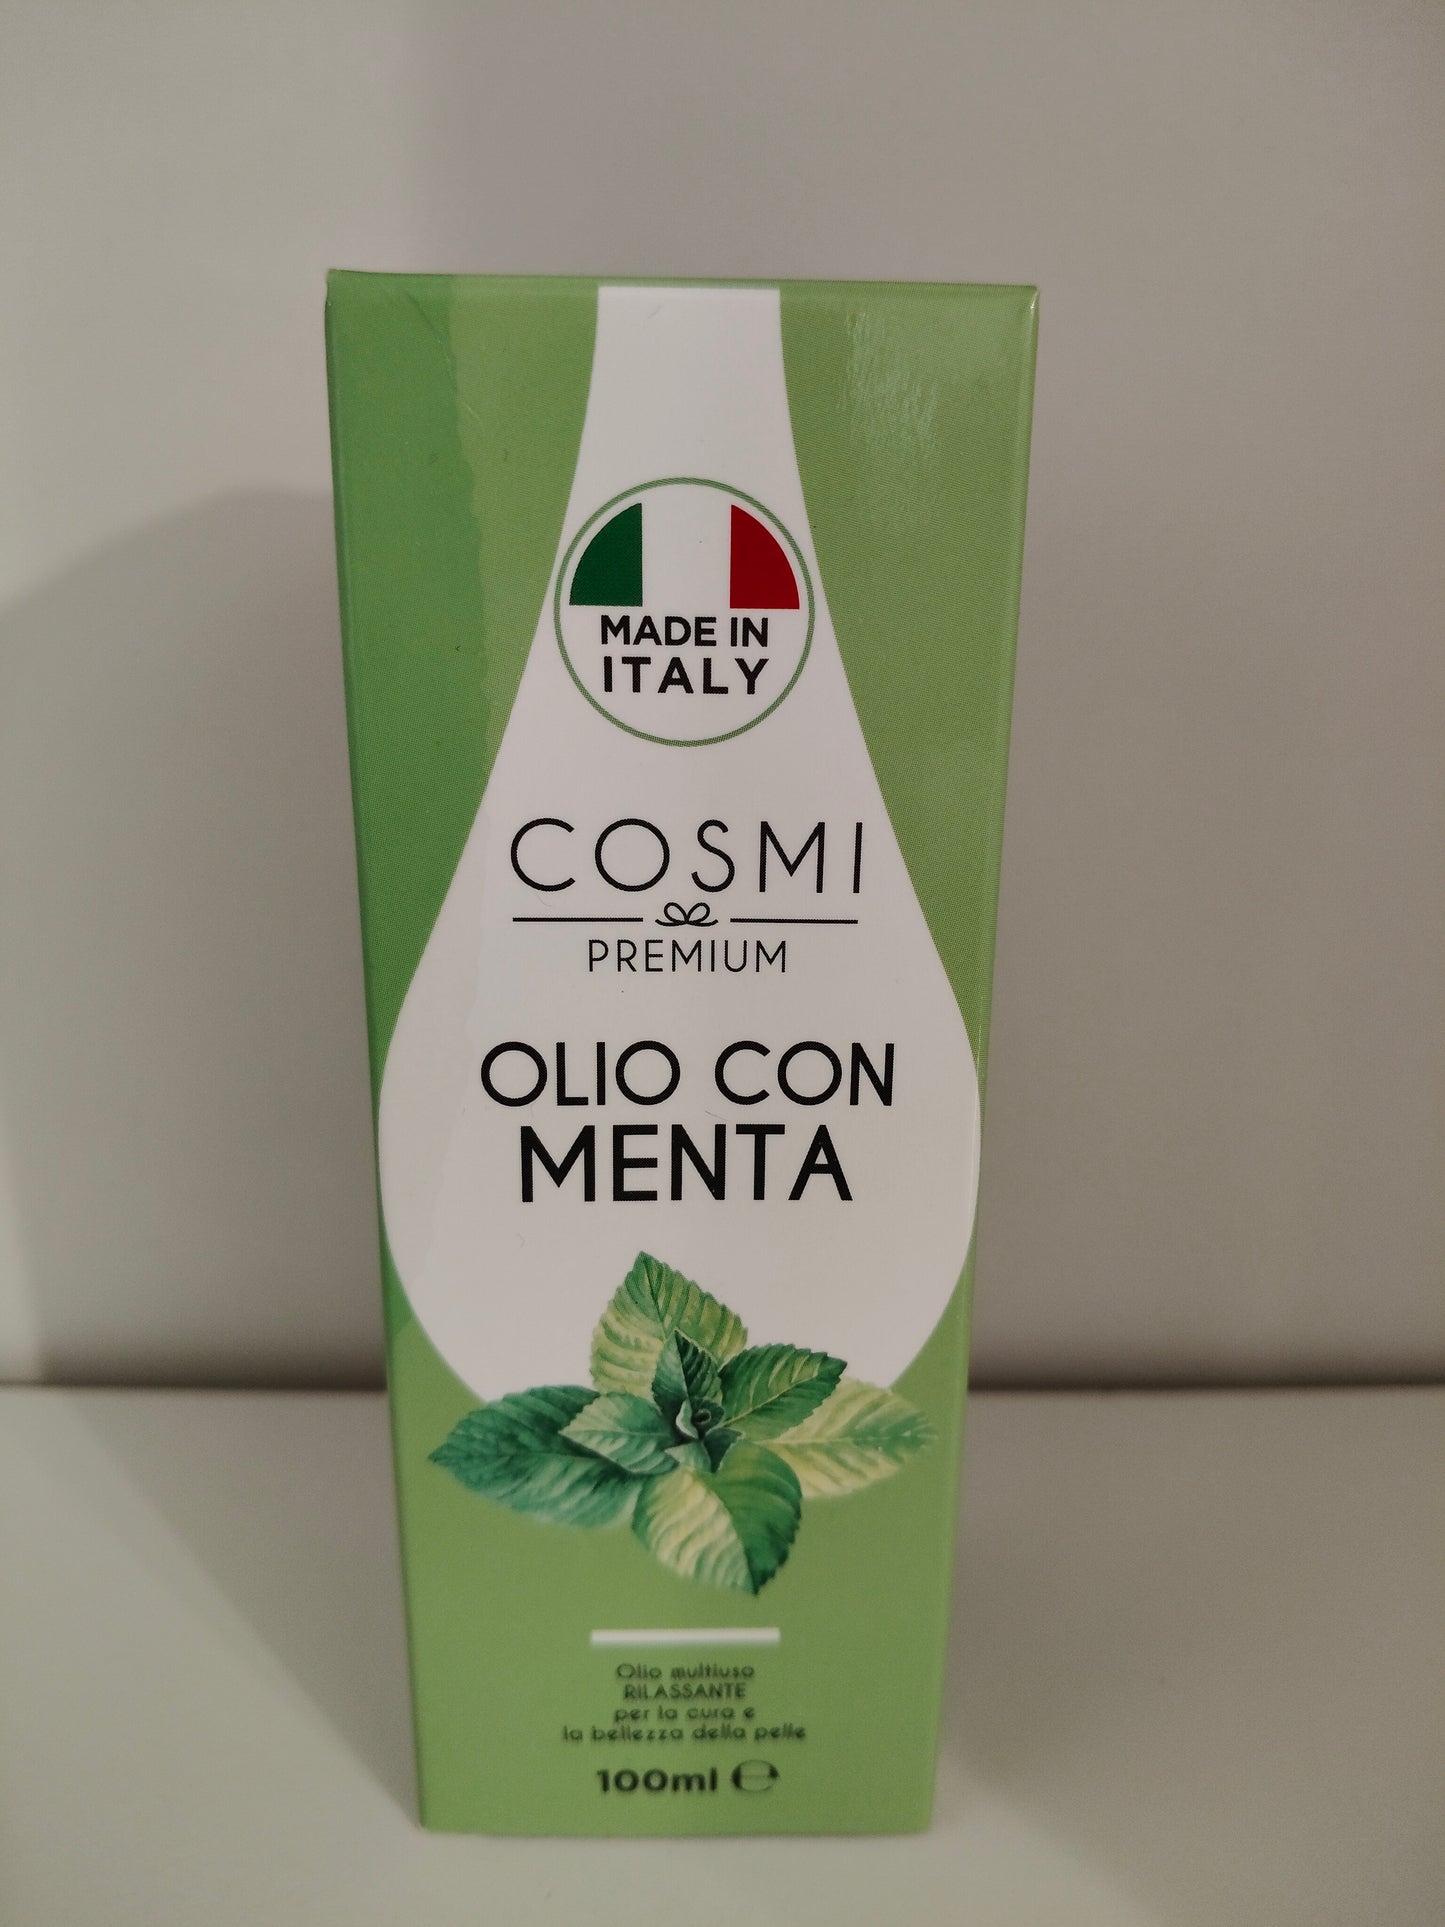 MADE IN
ITALY
COSMI
PREMIUM
OLIO CON
MENTA
Olio multiuso
RILASSANTE
per la cura e
la bellezza della pelle
100ml ℮